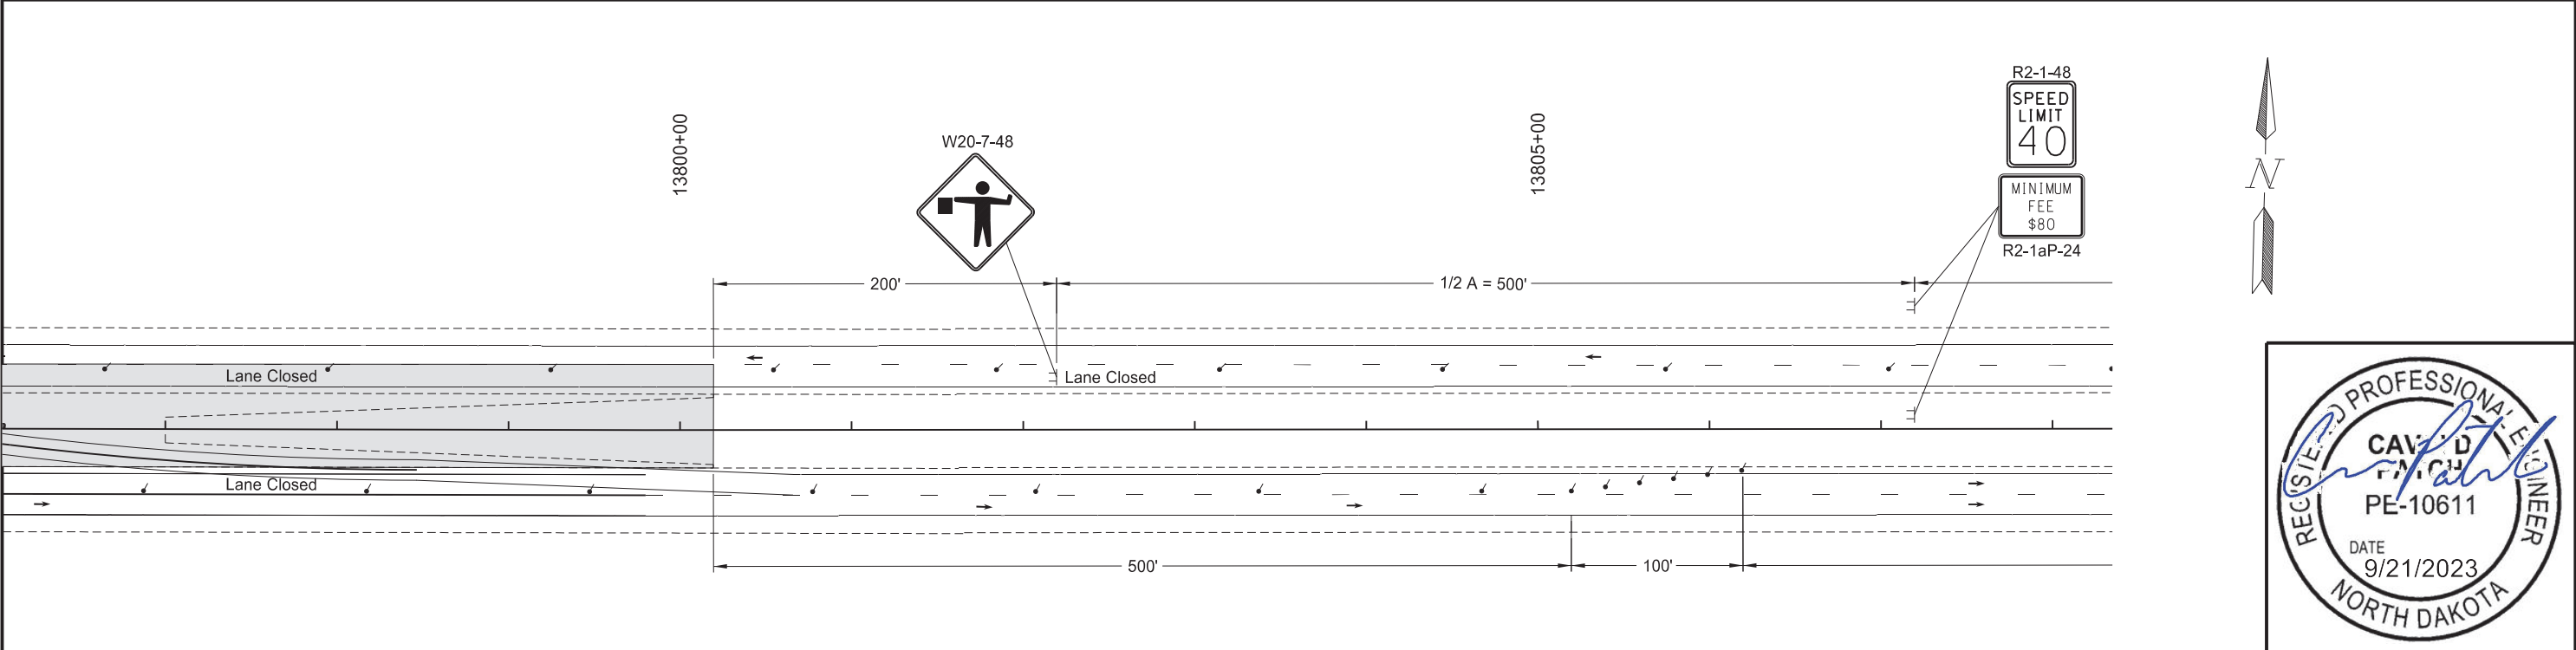 R2-1-48
SPEED
LIMIT
40
MINIMUM
FEE
$80
R2-1aP-24
13800+00
W20-7-48
13805+00
N
200'
1/2 A = 500'
Lane Closed
Lane Closed
Lane Closed
500'
100'
PROFESSIONAL
PE-10611
DATE
9/21/2023
NORTH DAKOTA